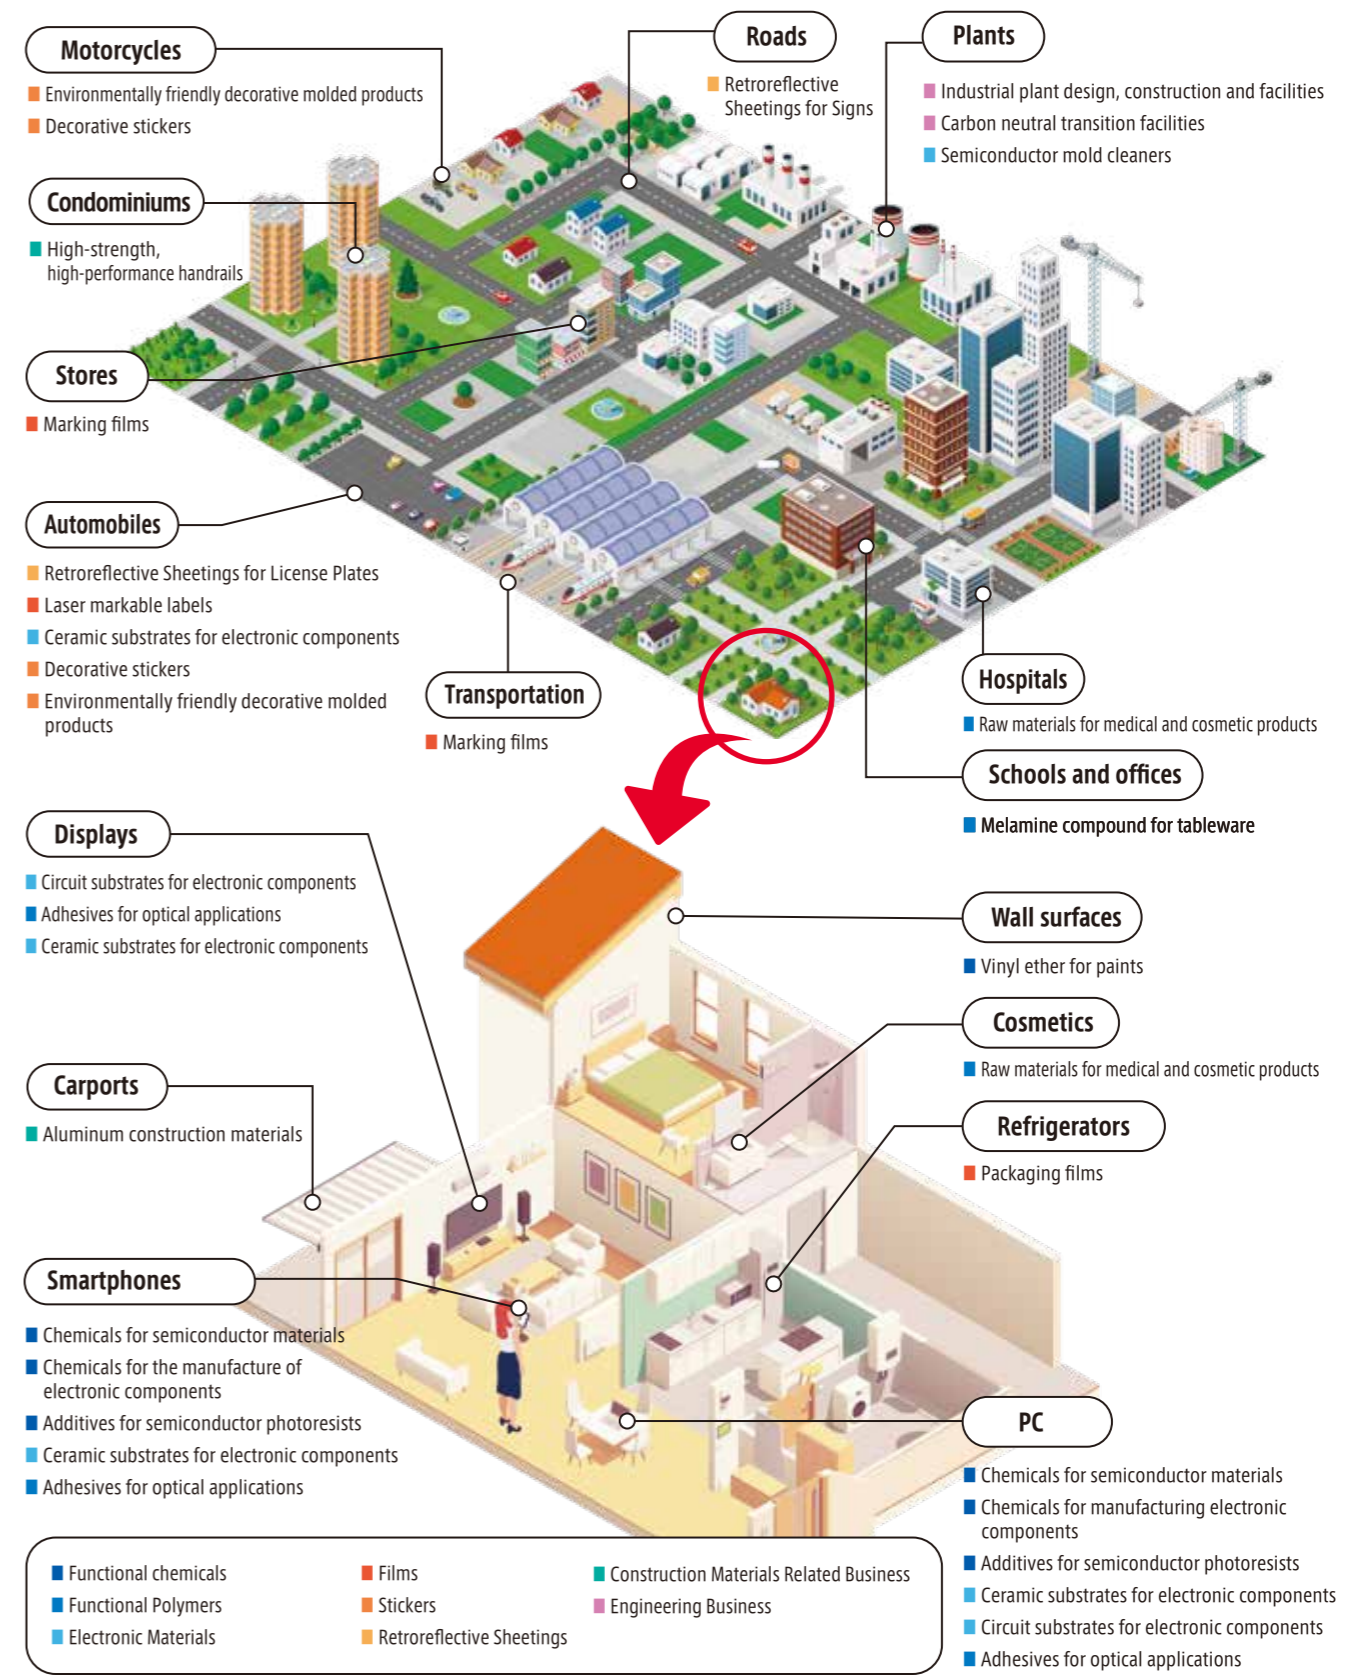 Motorcycles
Environmentally friendly decorative molded products
Decorative stickers
Roads
Retroreflective
Sheetings for Signs
Plants
Industrial plant design, construction and facilities
Carbon neutral transition facilities
Semiconductor mold cleaners
Condominiums
High-strength,
high-performance handrails
Stores
Marking films
Automobiles
Retroreflective Sheetings for License Plates
Laser markable labels
Ceramic substrates for electronic components
Decorative stickers
Environmentally friendly decorative molded
products
Transportation
Marking films
Hospitals
Raw materials for medical and cosmetic products
Schools and offices
Melamine compound for tableware
Displays
Circuit substrates for electronic components
Adhesives for optical applications
Ceramic substrates for electronic components
Wall surfaces
Vinyl ether for paints
Cosmetics
Raw materials for medical and cosmetic products
Carports
Aluminum construction materials
Refrigerators
Packaging films
Smartphones
Chemicals for semiconductor materials
Chemicals for the manufacture of
electronic components
Additives for semiconductor photoresists
Ceramic substrates for electronic components
Adhesives for optical applications
PC
Chemicals for semiconductor materials
Chemicals for manufacturing electronic
components
Additives for semiconductor photoresists
Ceramic substrates for electronic components
Circuit substrates for electronic components
Adhesives for optical applications
Functional chemicals
Functional Polymers
Electronic Materials
Films
Stickers
Retroreflective Sheetings
Construction Materials Related Business
Engineering Business